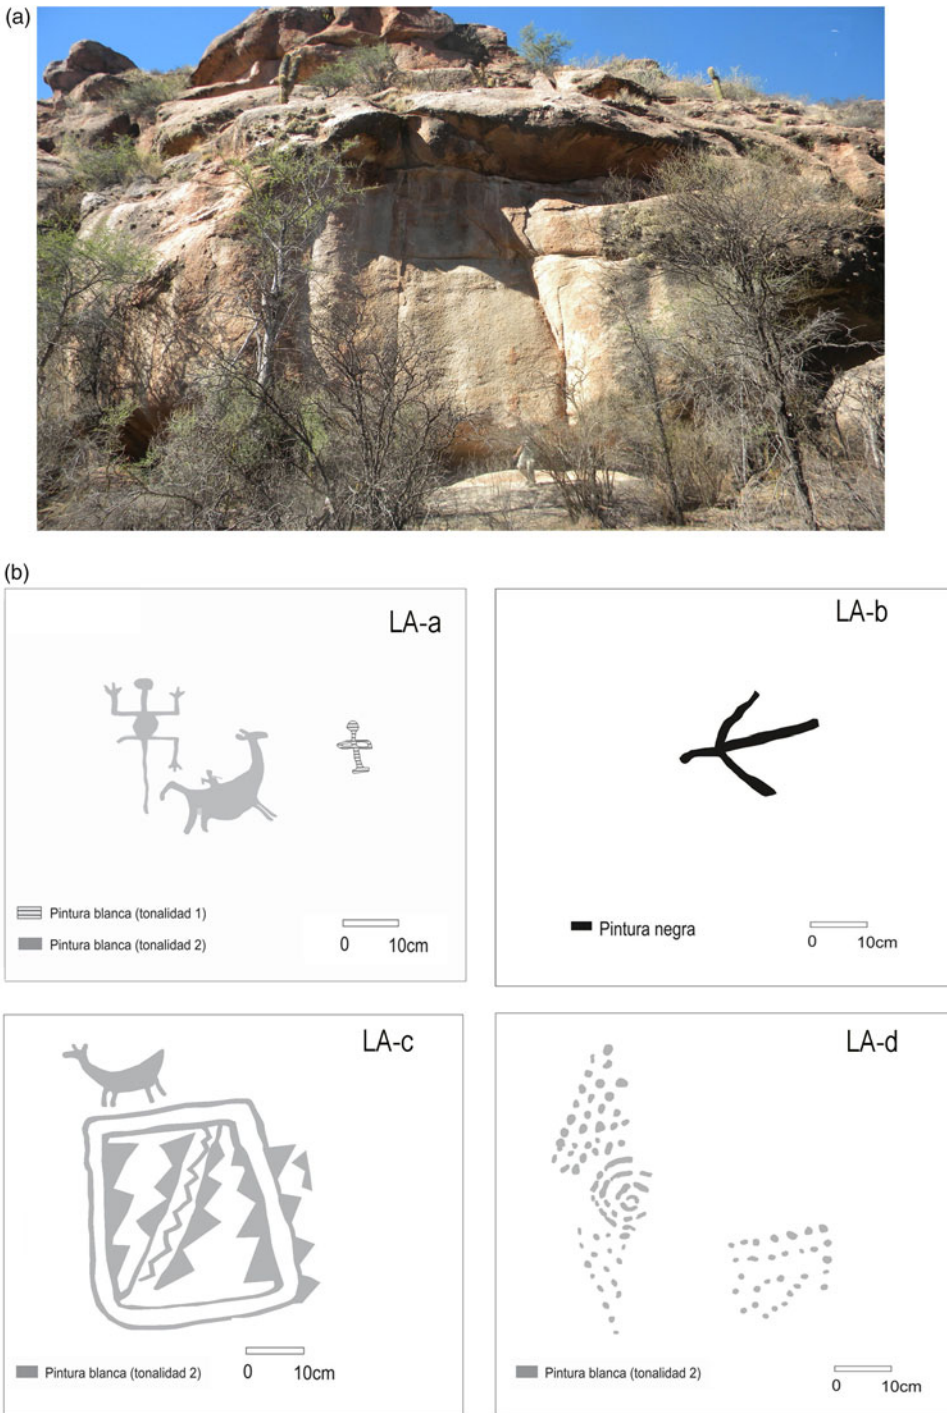 (a)
(b)
LA-a
Pintura blanca (tonalidad 1)
Pintura blanca (tonalidad 2)
0 10cm
LA-b
Pintura negra
0 10cm
LA-c
Pintura blanca (tonalidad 2)
0 10cm
LA-d
Pintura blanca (tonalidad 2)
0 10cm